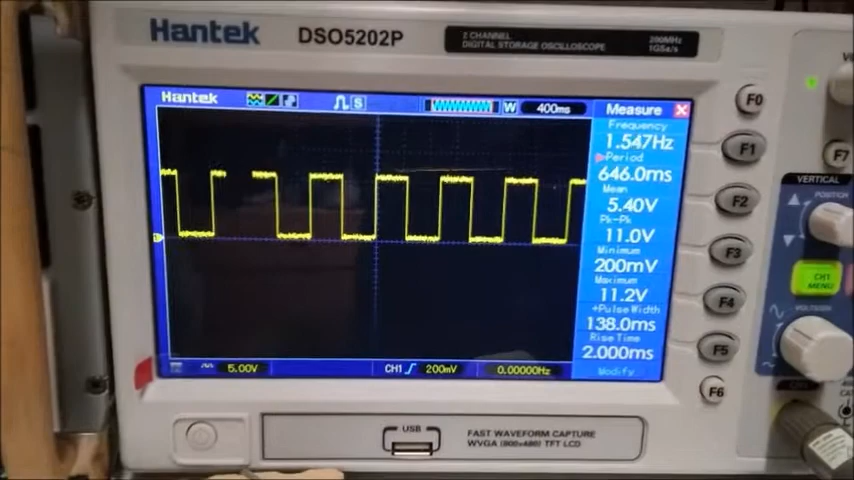 Hantek
DSO5202P
2 CHANNEL
DIGITAL STORAGE OSCILLOSCOPE
200MHz
1GSa/s
Hantek
S
W
400ms
Measure
Frequency
1.547Hz
Period
646.0ms
Mean
5.40V
Pk-Pk
11.0V
Minimum
200mV
Maximum
11.2V
+Pulse Width
138.0ms
Rise Time
2.000ms
Modify
5.00V
CH1
200mV
0.00000Hz
F0
F1
F2
F3
F4
F5
F6
F7
VERTICAL
POSITION
CH1
MENU
USB
FAST WAVEFORM CAPTURE
WVGA (800×480) TFT LCD